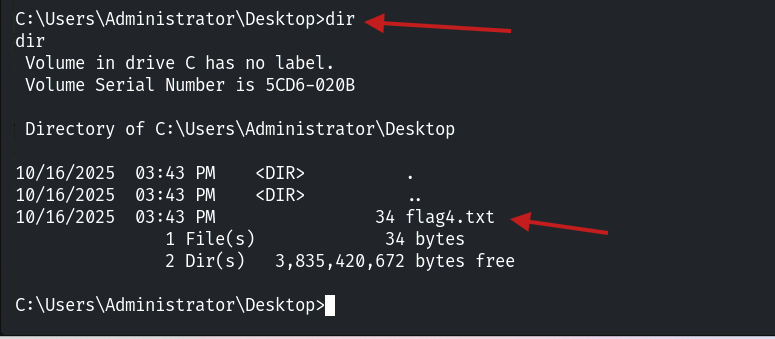 C:\Users\Administrator\Desktop>dir
dir
 Volume in drive C has no label.
 Volume Serial Number is 5CD6-020B

 Directory of C:\Users\Administrator\Desktop

10/16/2025  03:43 PM    <DIR>          .
10/16/2025  03:43 PM    <DIR>          ..
10/16/2025  03:43 PM                34 flag4.txt
               1 File(s)             34 bytes
               2 Dir(s)   3,835,420,672 bytes free

C:\Users\Administrator\Desktop>